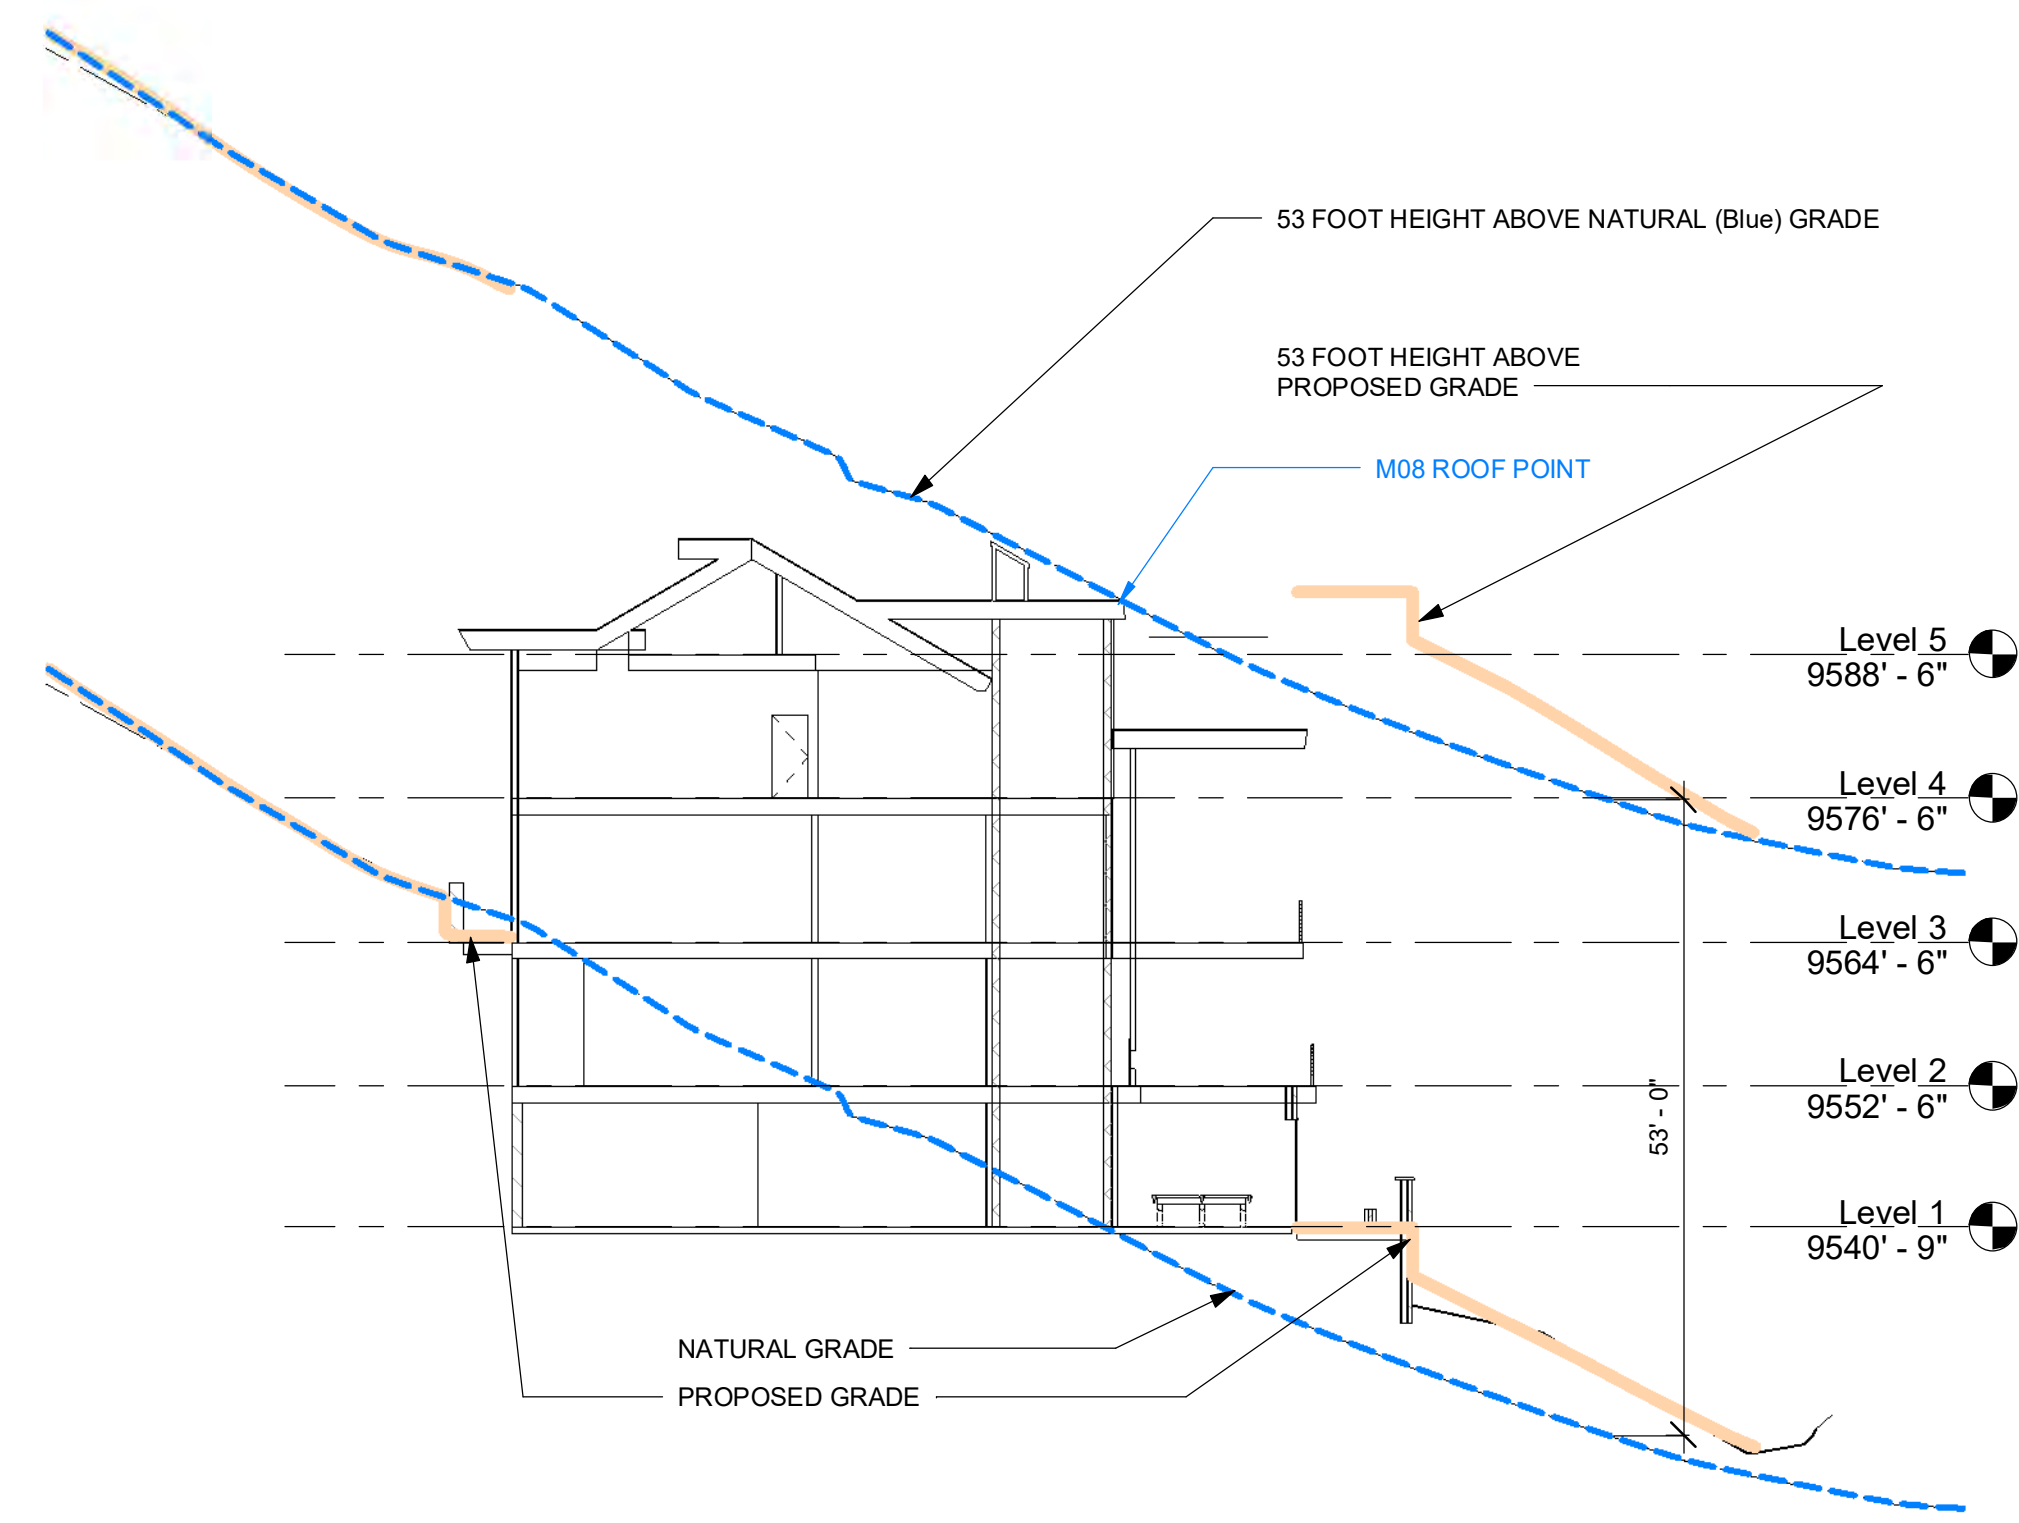 53 FOOT HEIGHT ABOVE NATURAL (Blue) GRADE
53 FOOT HEIGHT ABOVE
PROPOSED GRADE
M08 ROOF POINT
Level 5
9588' - 6"
Level 4
9576' - 6"
Level 3
9564' - 6"
Level 2
9552' - 6"
53' - 0"
Level 1
9540' - 9"
NATURAL GRADE
PROPOSED GRADE